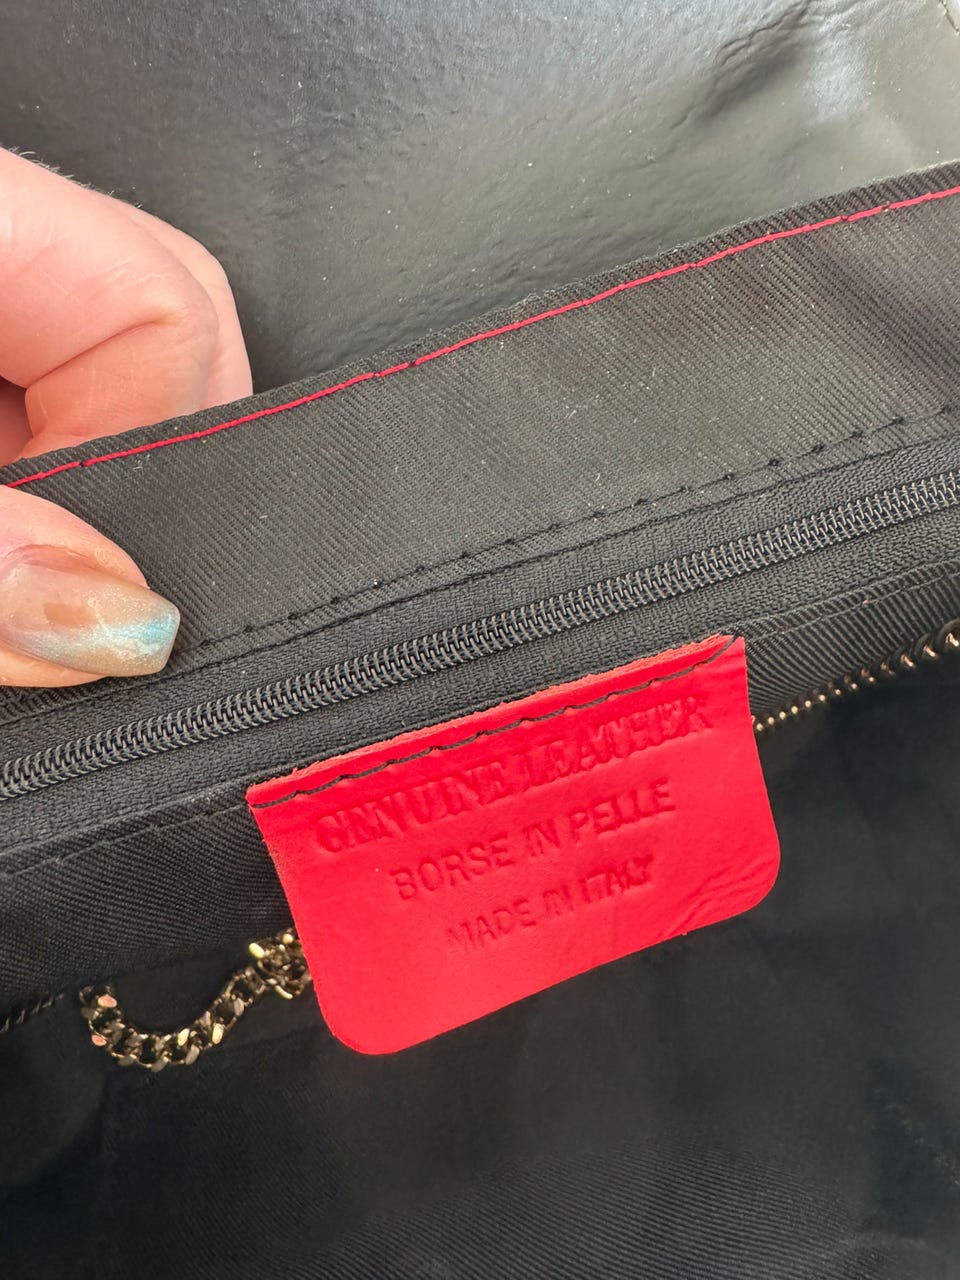 GENUINE LEATHER
BORSE IN PELLE
MADE IN ITALY